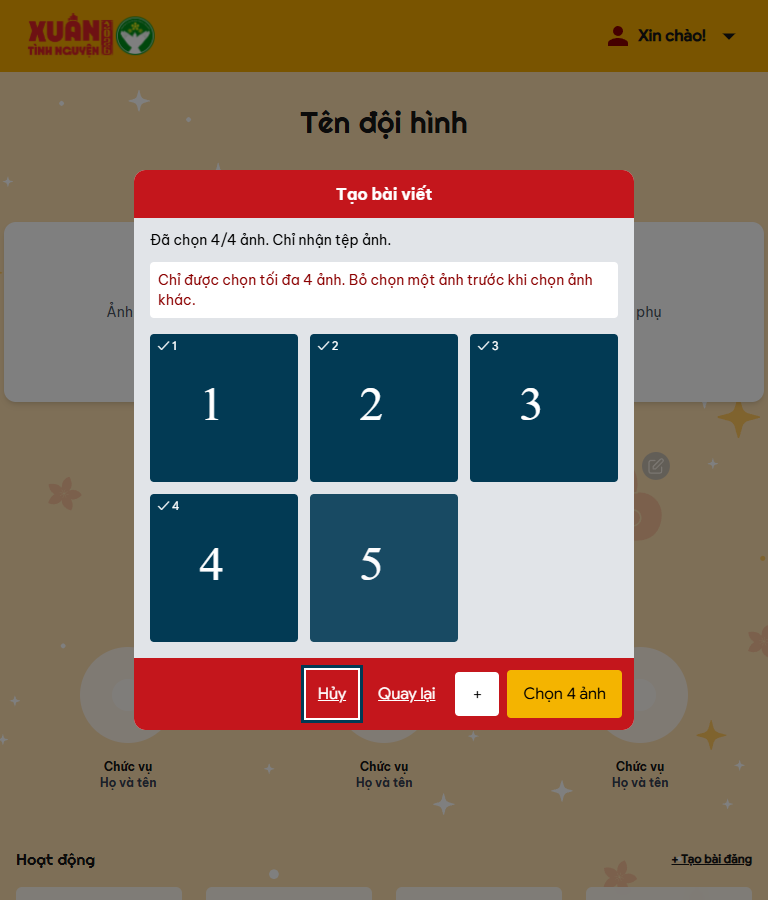 XUÂN
TÌNH NGUYỆN
Xin chào!
Tên đội hình
Tạo bài viết
Đã chọn 4/4 ảnh. Chỉ nhận tệp ảnh.
Chỉ được chọn tối đa 4 ảnh. Bỏ chọn một ảnh trước khi chọn ảnh
khác.
Ảnh
phụ
1
1
2
2
3
3
4
4
5
Hủy
Quay lại
+
Chọn 4 ảnh
Chức vụ
Họ và tên
Chức vụ
Họ và tên
Chức vụ
Họ và tên
Hoạt động
+ Tạo bài đăng